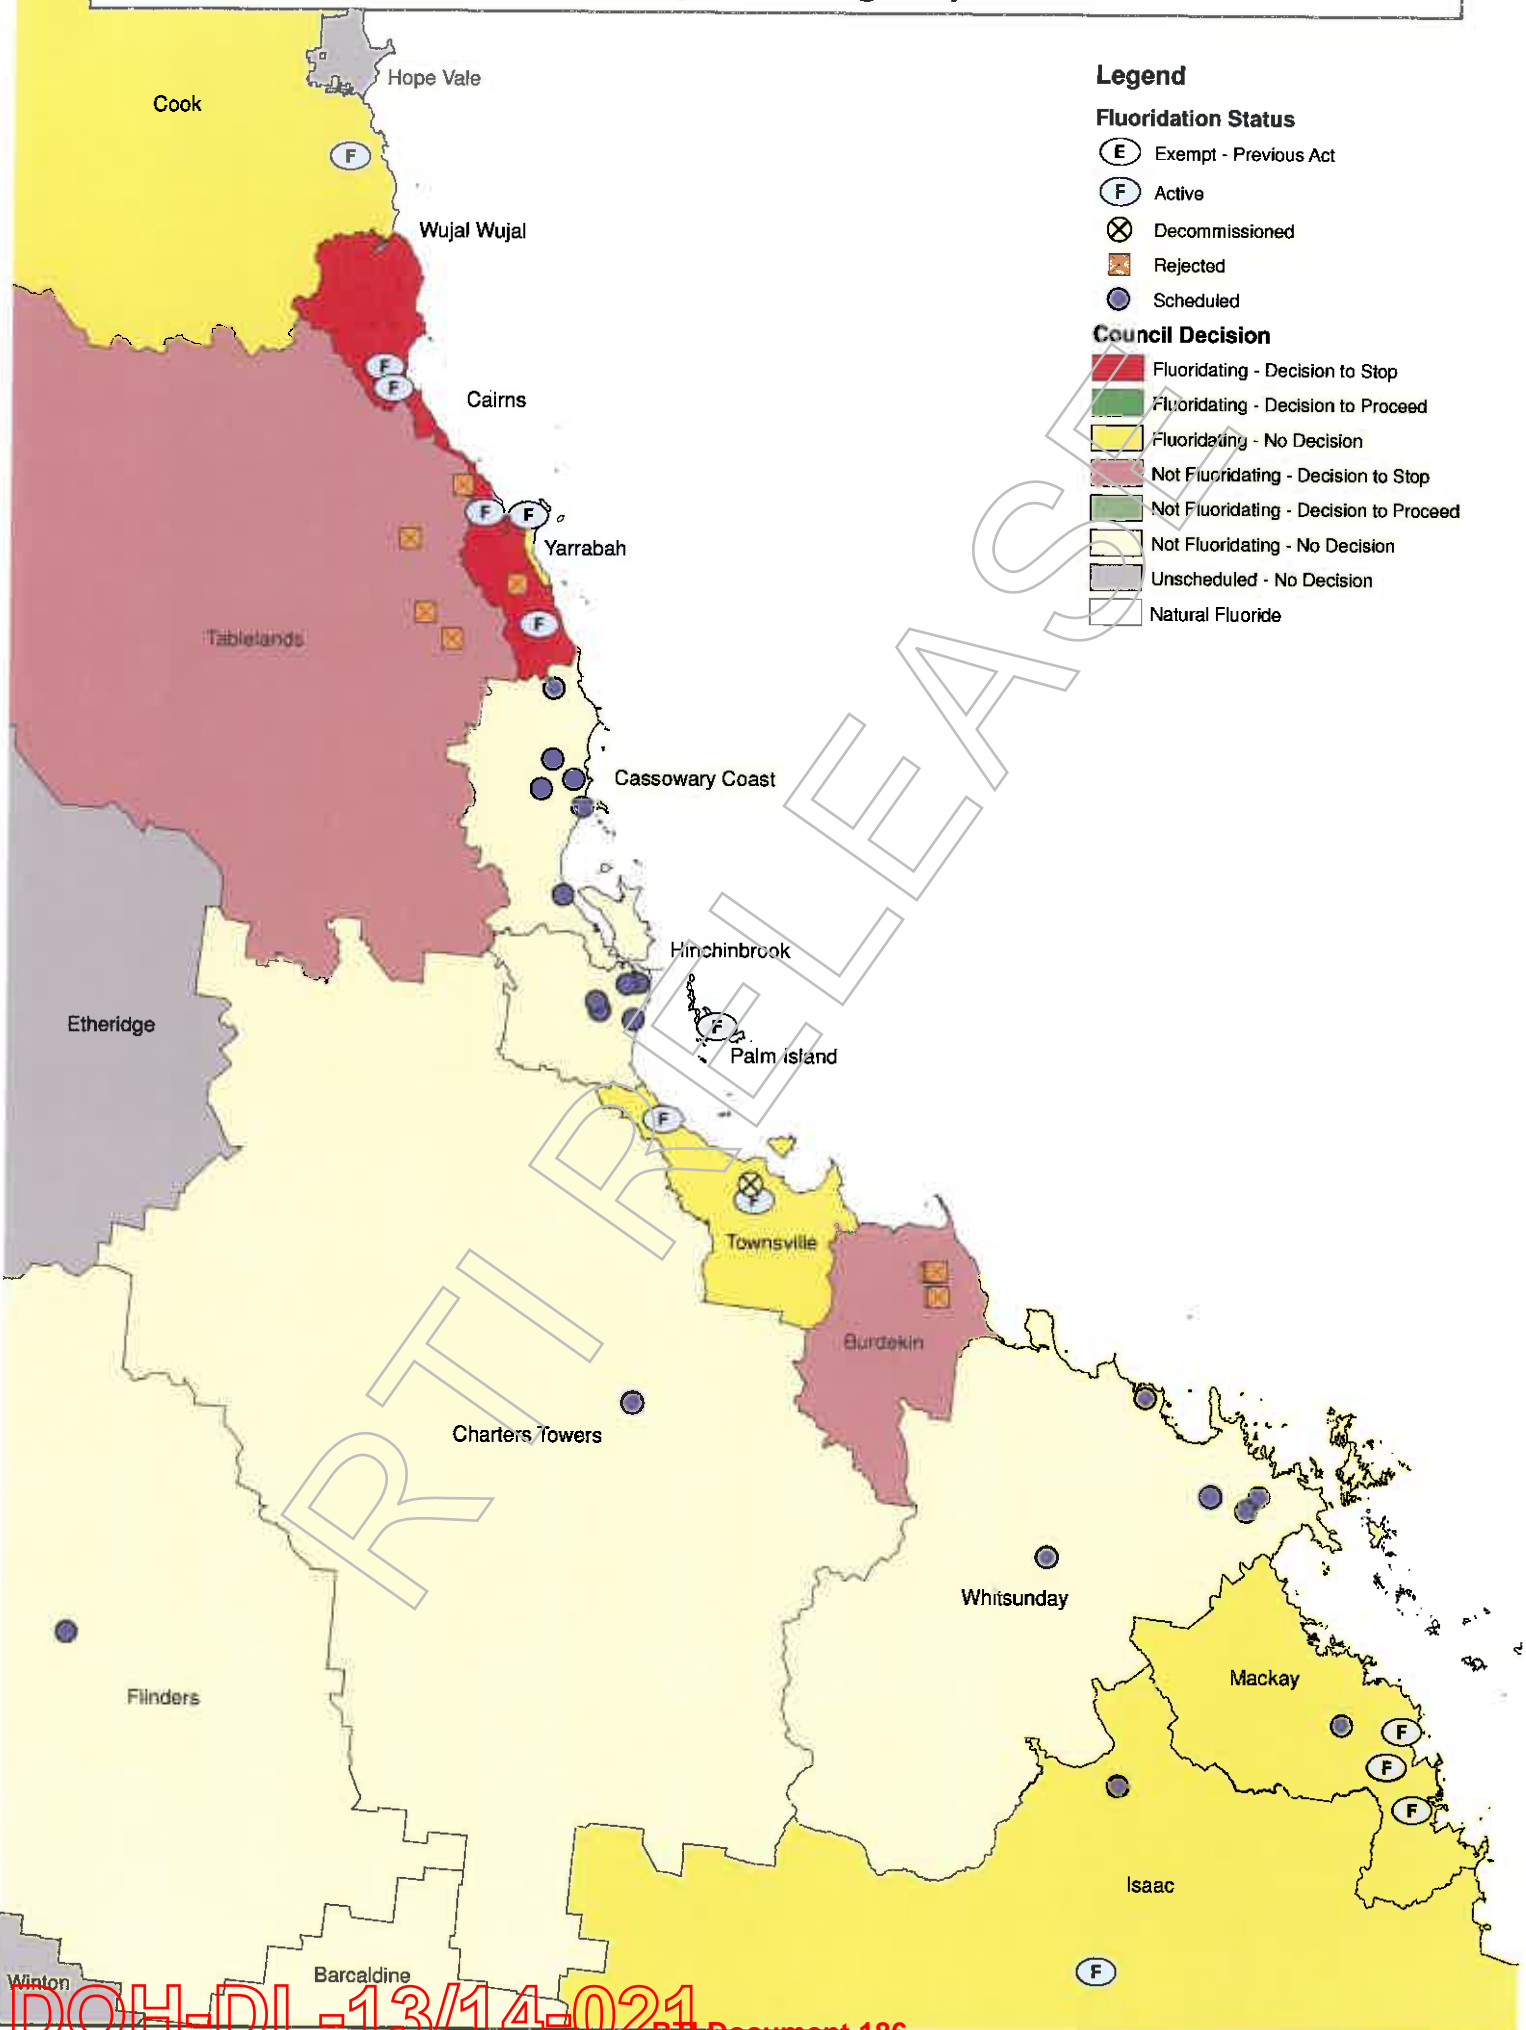 Hope Vale
Cook
F
Wujal Wujal
F
F
Cairns
F
F
Yarrabah
F
Tablelands
Cassowary Coast
Hinchinbrook
Etheridge
F
Palm Island
F
F
Townsville
Burdekin
Charters Towers
Whitsunday
Mackay
Flinders
F
F
F
Isaac
F
Barcaldine
Winton
Legend
Fluoridation Status
E Exempt - Previous Act
F Active
Decommissioned
Rejected
Scheduled
Council Decision
Fluoridating - Decision to Stop
Fluoridating - Decision to Proceed
Fluoridating - No Decision
Not Fluoridating - Decision to Stop
Not Fluoridating - Decision to Proceed
Not Fluoridating - No Decision
Unscheduled - No Decision
Natural Fluoride
RTI RELEASE
DOH-DL-13/14-021
RTI Document 186